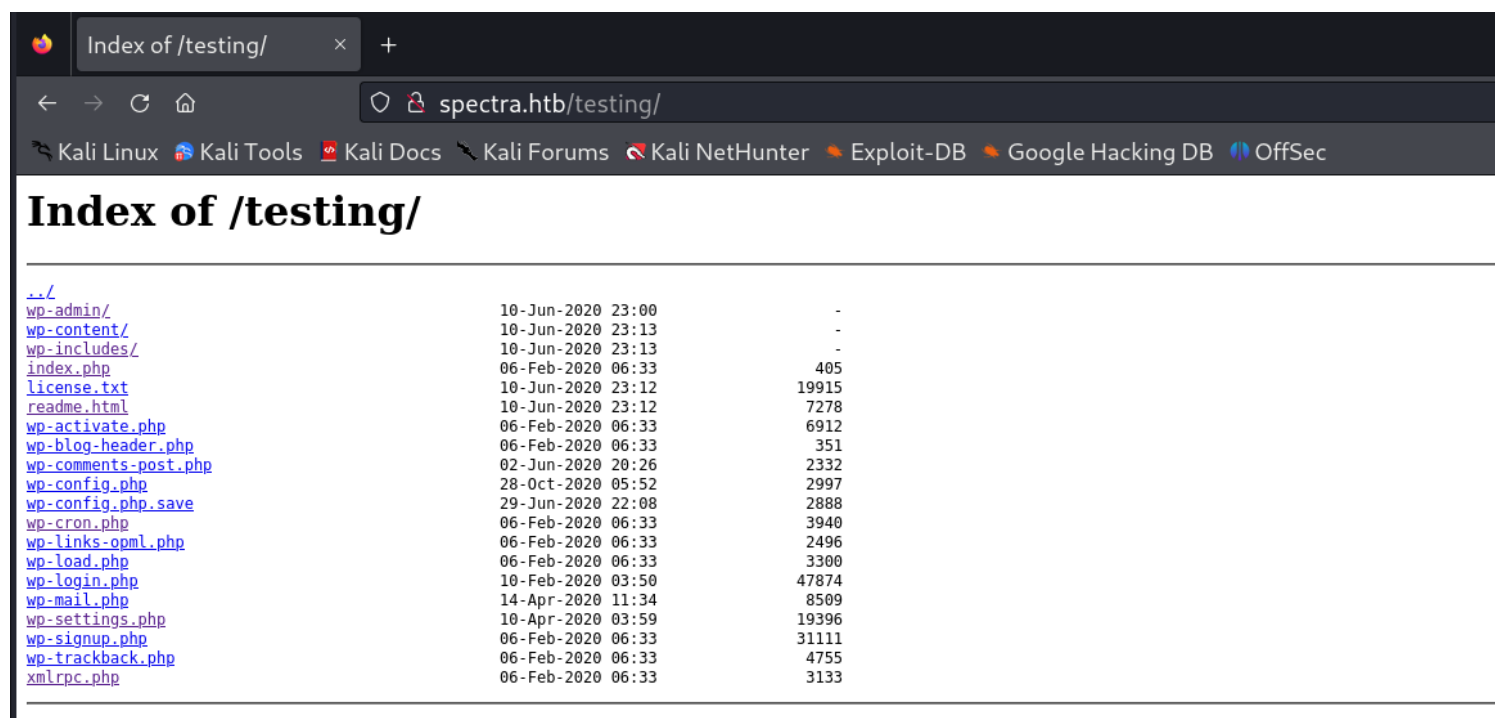 Index of /testing/ × +
spectra.htb/testing/
Kali Linux Kali Tools Kali Docs Kali Forums Kali NetHunter Exploit-DB Google Hacking DB OffSec
Index of /testing/
../
wp-admin/ 10-Jun-2020 23:00 -
wp-content/ 10-Jun-2020 23:13 -
wp-includes/ 10-Jun-2020 23:13 -
index.php 06-Feb-2020 06:33 405
license.txt 10-Jun-2020 23:12 19915
readme.html 10-Jun-2020 23:12 7278
wp-activate.php 06-Feb-2020 06:33 6912
wp-blog-header.php 06-Feb-2020 06:33 351
wp-comments-post.php 02-Jun-2020 20:26 2332
wp-config.php 28-Oct-2020 05:52 2997
wp-config.php.save 29-Jun-2020 22:08 2888
wp-cron.php 06-Feb-2020 06:33 3940
wp-links-opml.php 06-Feb-2020 06:33 2496
wp-load.php 06-Feb-2020 06:33 3300
wp-login.php 10-Feb-2020 03:50 47874
wp-mail.php 14-Apr-2020 11:34 8509
wp-settings.php 10-Apr-2020 03:59 19396
wp-signup.php 06-Feb-2020 06:33 31111
wp-trackback.php 06-Feb-2020 06:33 4755
xmlrpc.php 06-Feb-2020 06:33 3133